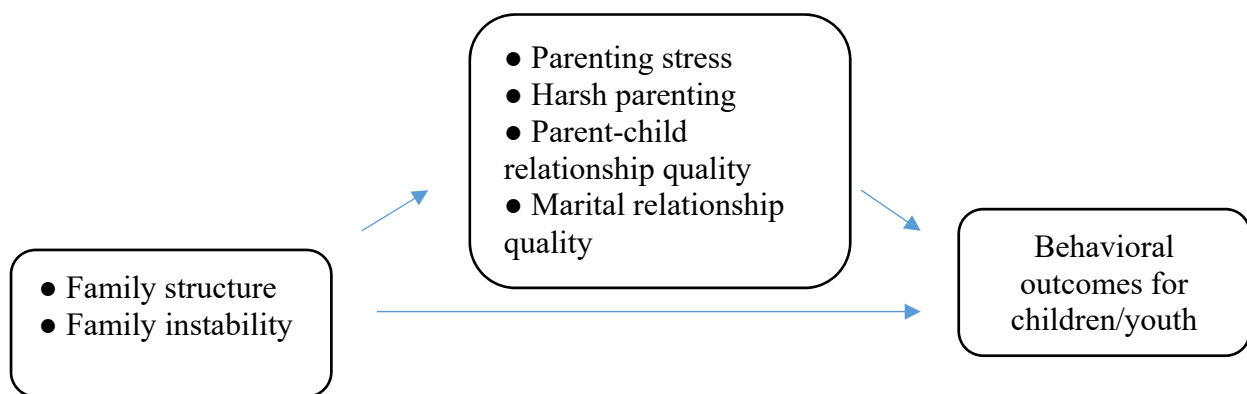 ● Parenting stress
● Harsh parenting
● Parent-child
relationship quality
● Marital relationship
quality
● Family structure
● Family instability
Behavioral
outcomes for
children/youth